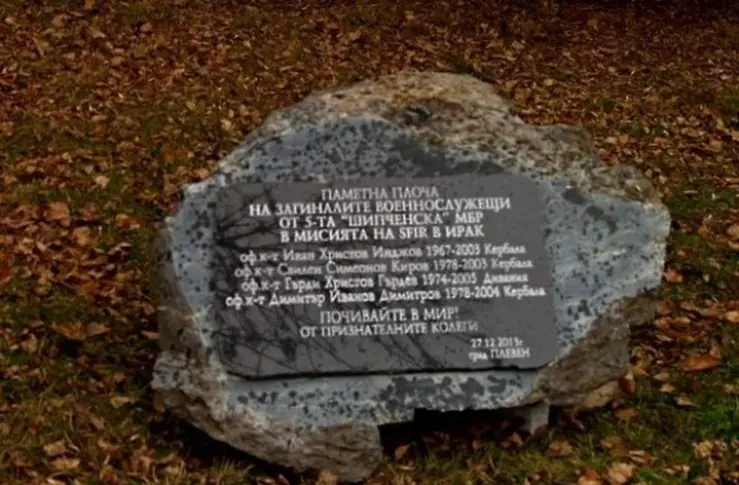 ПАМЕТНА ПЛОЧА
НА ЗАГИНАЛИТЕ ВОЕННОСЛУЖЕЩИ
ОТ 5-ТА "ШИПЧЕНСКА" МБР
В МИСИЯТА НА SFIR В ИРАК
оф.к-т Иван Христов Инджов 1967-2003 Кербала
оф.к-т Свилен Симеонов Киров 1978-2003 Кербала
оф.к-т Гърди Христов Гърдев 1974-2005 Дивания
оф.к-т Димитър Иванов Димитров 1978-2004 Кербала
ПОЧИВАЙТЕ В МИР!
ОТ ПРИЗНАТЕЛНИТЕ КОЛЕГИ
27.12.2013г
град ПЛЕВЕН